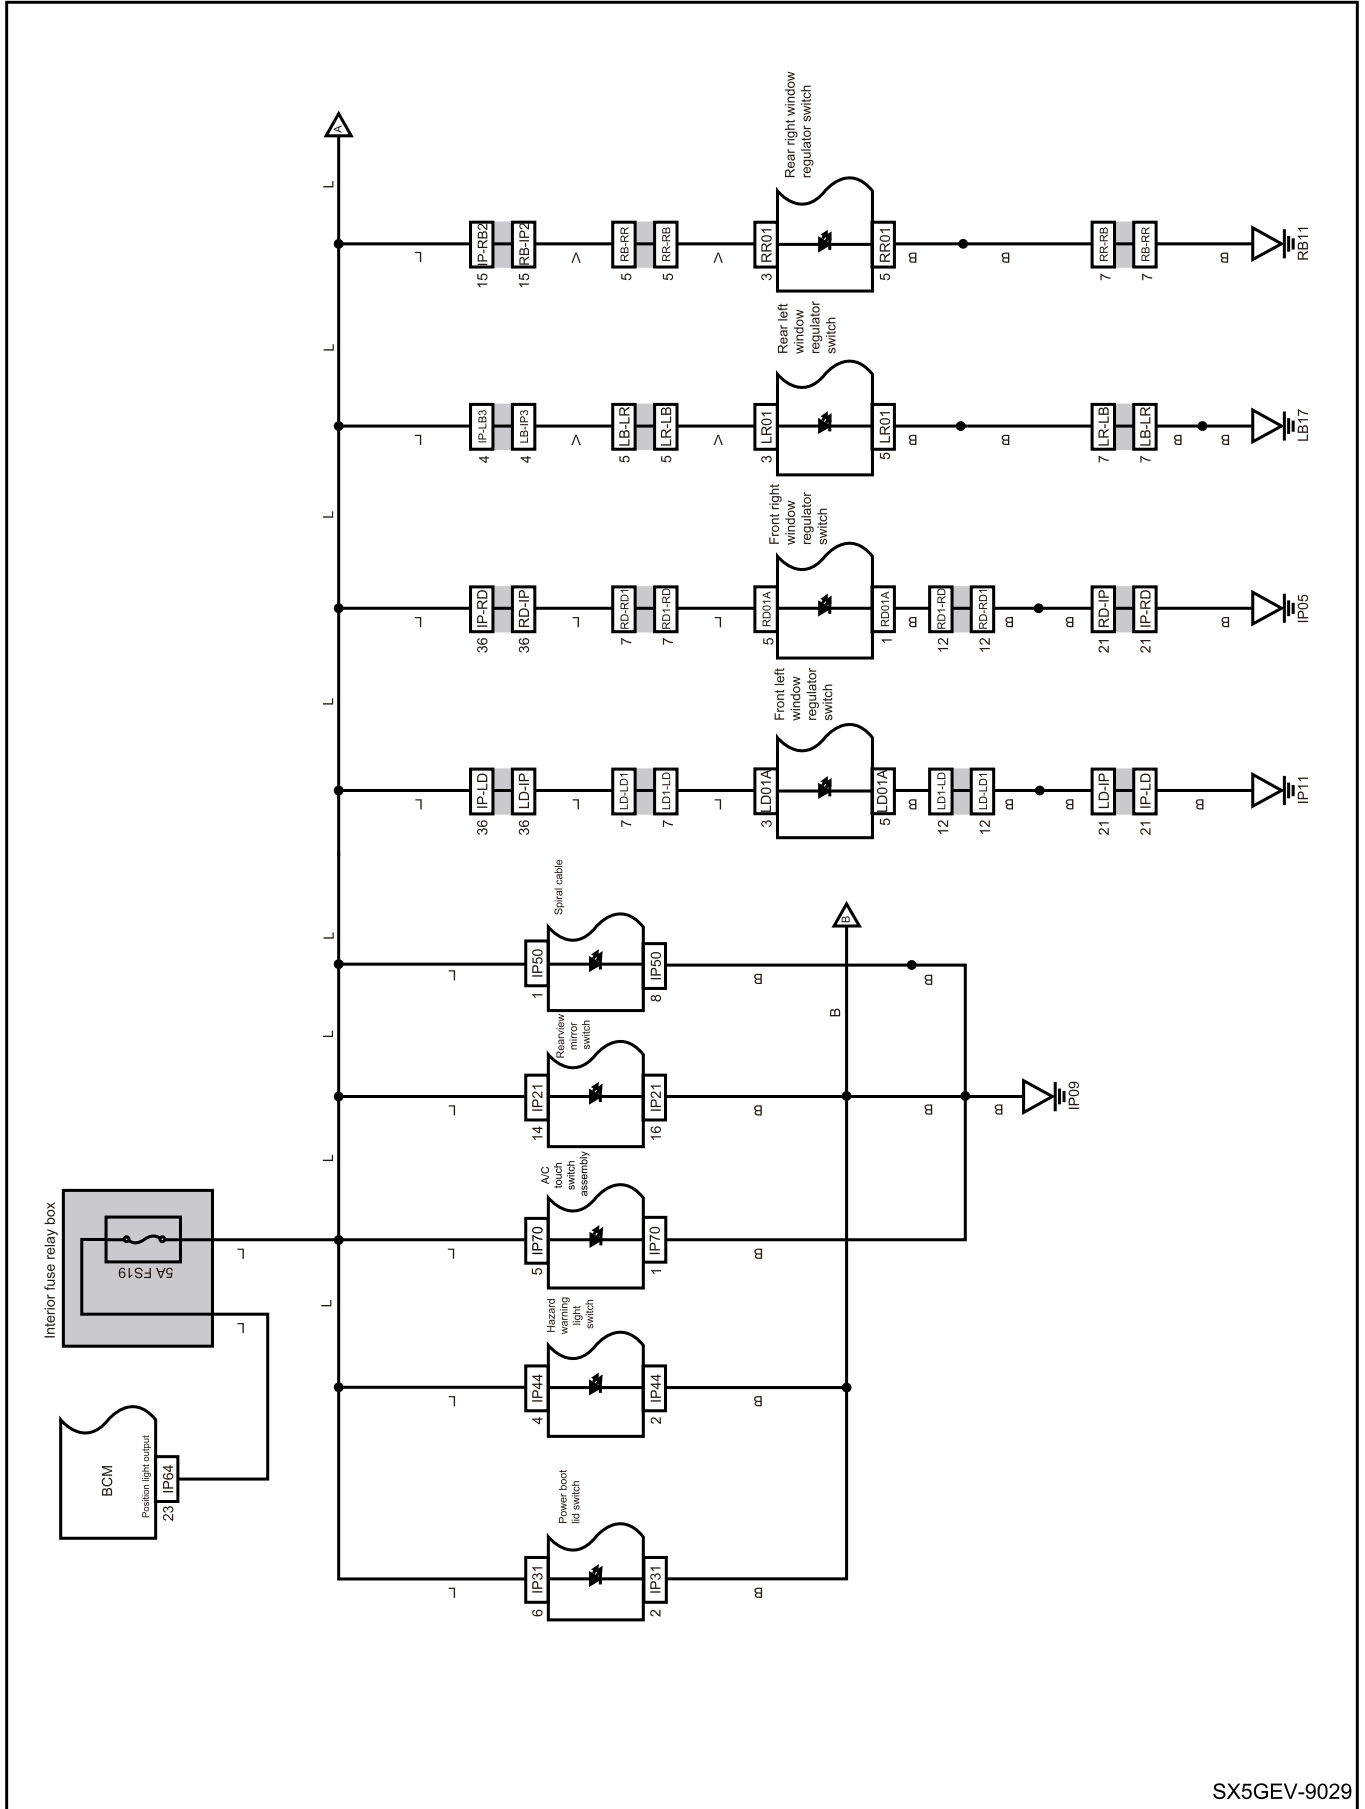 Interior fuse relay box
5A FS19
L
L
BCM
Position light output
23 IP64
A
L
L
L
L
L
L
L
L
L
6 IP31
Power boot
lid switch
2 IP31
B
L
4 IP44
Hazard
warning
light
switch
2 IP44
B
L
5 IP70
A/C
touch
switch
assembly
1 IP70
B
L
14 IP21
Rearview
mirror
switch
16 IP21
B
B
B
IP09
L
1 IP50
Spiral cable
8 IP50
B
B
B
B
L
36 IP-LD
36 LD-IP
L
7 LD-LD1
7 LD1-LD
L
3 LD01A
Front left
window
regulator
switch
5 LD01A
B
12 LD1-LD
12 LD-LD1
B
B
21 LD-IP
21 IP-LD
B
IP11
L
36 IP-RD
36 RD-IP
L
7 RD-RD1
7 RD1-RD
L
5 RD01A
Front right
window
regulator
switch
1 RD01A
B
12 RD1-RD
12 RD-RD1
B
B
21 RD-IP
21 IP-RD
B
IP05
L
4 IP-LB3
4 LB-IP3
V
5 LB-LR
5 LR-LB
V
3 LR01
Rear left
window
regulator
switch
5 LR01
B
B
7 LR-LB
7 LB-LR
B
B
LB17
L
15 IP-RB2
15 RB-IP2
V
5 RB-RR
5 RR-RB
V
3 RR01
Rear right window
regulator switch
5 RR01
B
B
7 RR-RB
7 RB-RR
B
RB11
SX5GEV-9029